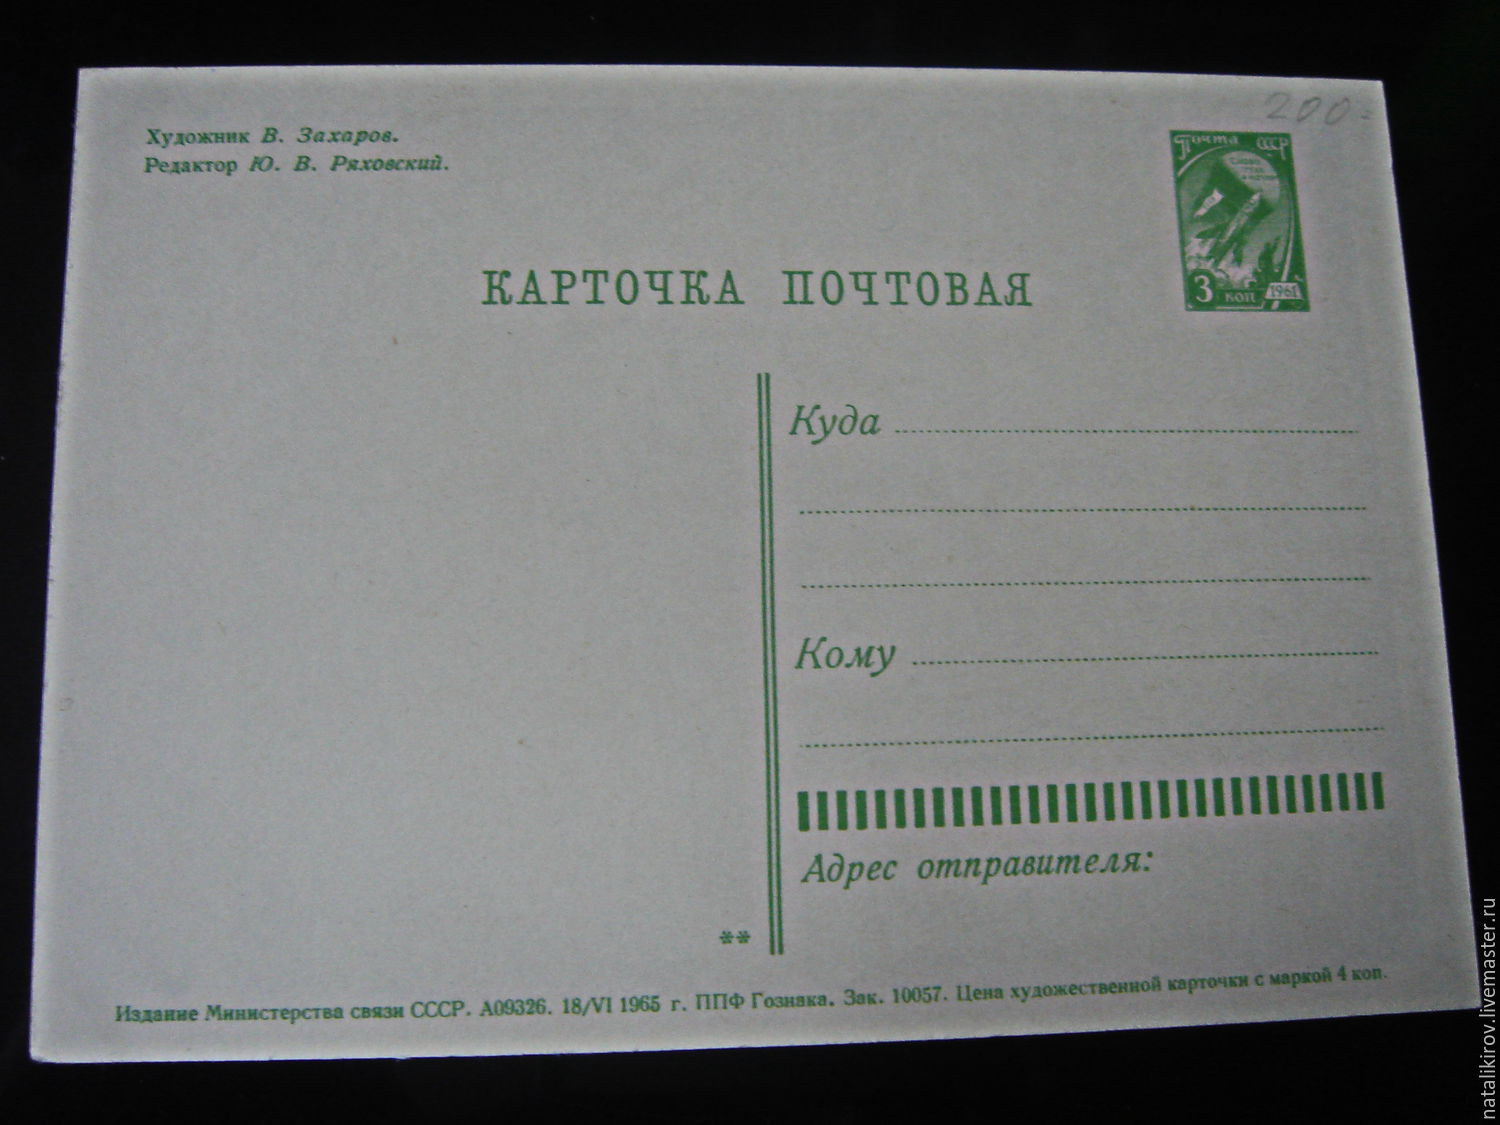 200-
Художник В. Захаров.
Редактор Ю. В. Ряховский.
Почта СССР
3 коп 1961
КАРТОЧКА ПОЧТОВАЯ
Куда
Кому
Адрес отправителя:
**
Издание Министерства связи СССР. А09326. 18/VI 1965 г. ППФ Гознака. Зак. 10057. Цена художественной карточки с маркой 4 коп.
natalikirov.livemaster.ru